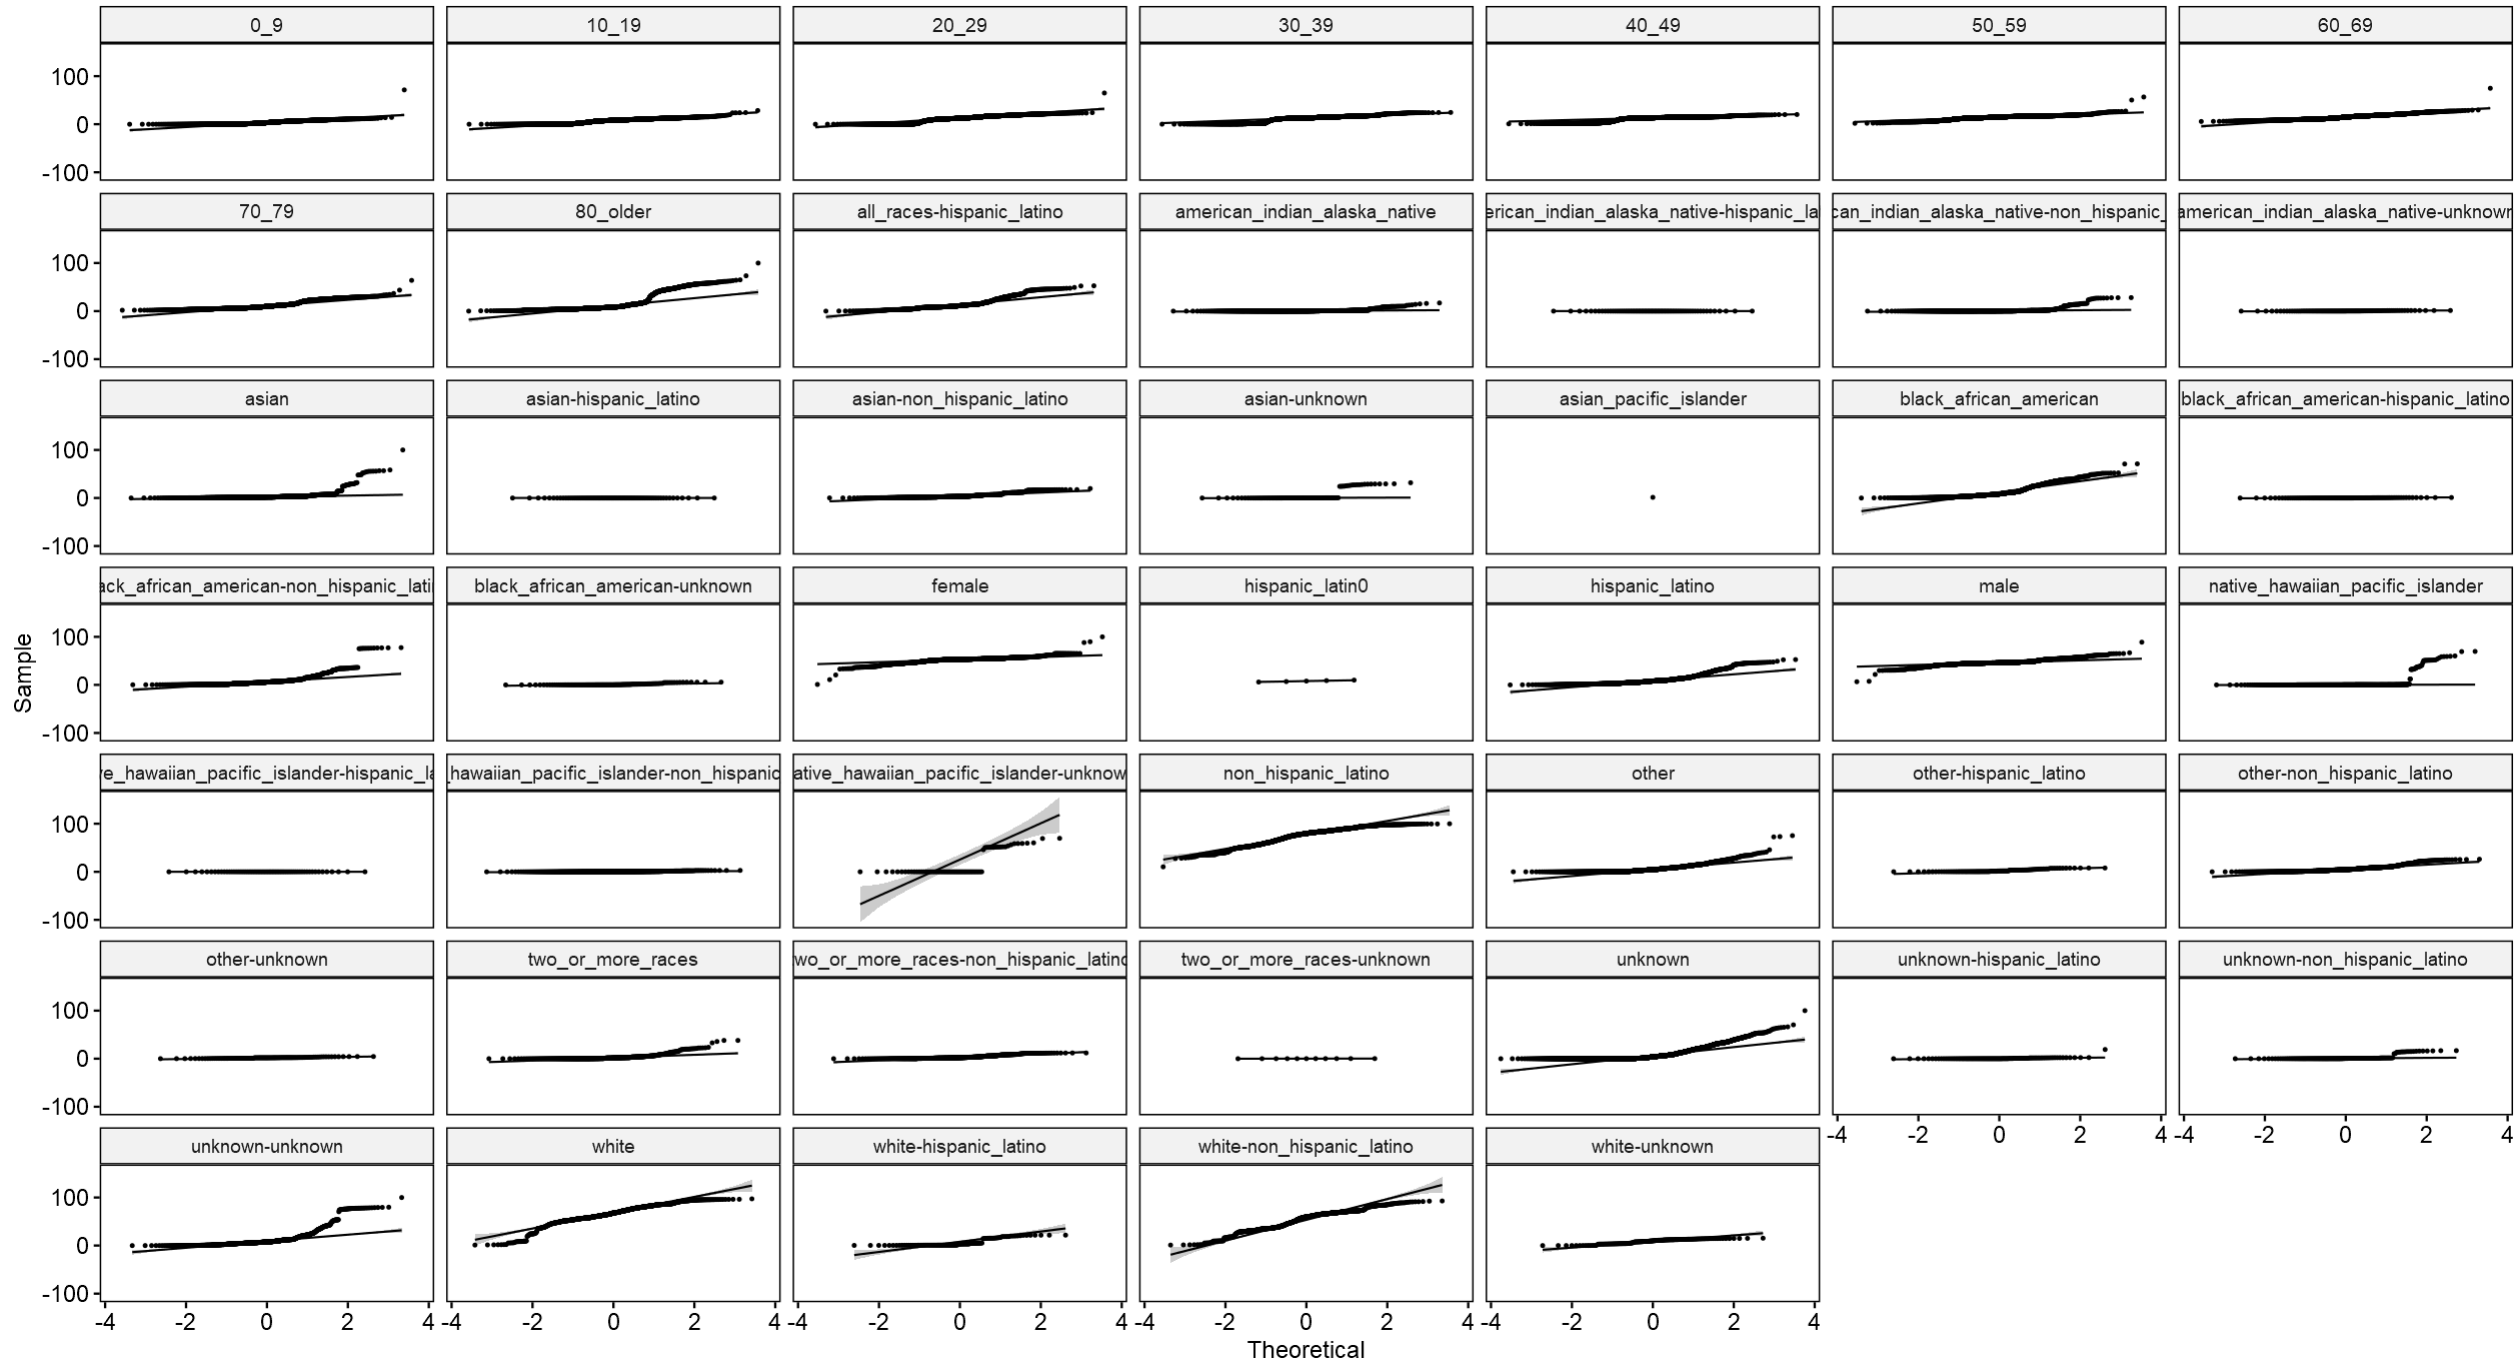 0_9 10_19 20_29 30_39 40_49 50_59 60_69
100
0
-100
70_79 80_older all_races-hispanic_latino american_indian_alaska_native erican_indian_alaska_native-hispanic_la can_indian_alaska_native-non_hispanic_ american_indian_alaska_native-unknown
100
0
-100
asian asian-hispanic_latino asian-non_hispanic_latino asian-unknown asian_pacific_islander black_african_american black_african_american-hispanic_latino
100
0
-100
ack_african_american-non_hispanic_lati black_african_american-unknown female hispanic_latin0 hispanic_latino male native_hawaiian_pacific_islander
100
0
-100
Sample
ve_hawaiian_pacific_islander-hispanic_la _hawaiian_pacific_islander-non_hispanic ative_hawaiian_pacific_islander-unknow non_hispanic_latino other other-hispanic_latino other-non_hispanic_latino
100
0
-100
other-unknown two_or_more_races wo_or_more_races-non_hispanic_latino two_or_more_races-unknown unknown unknown-hispanic_latino unknown-non_hispanic_latino
100
0
-100
-4 -2 0 2 4 -4 -2 0 2 4
unknown-unknown white white-hispanic_latino white-non_hispanic_latino white-unknown
100
0
-100
-4 -2 0 2 4 -4 -2 0 2 4 -4 -2 0 2 4 -4 -2 0 2 4 -4 -2 0 2 4
Theoretical